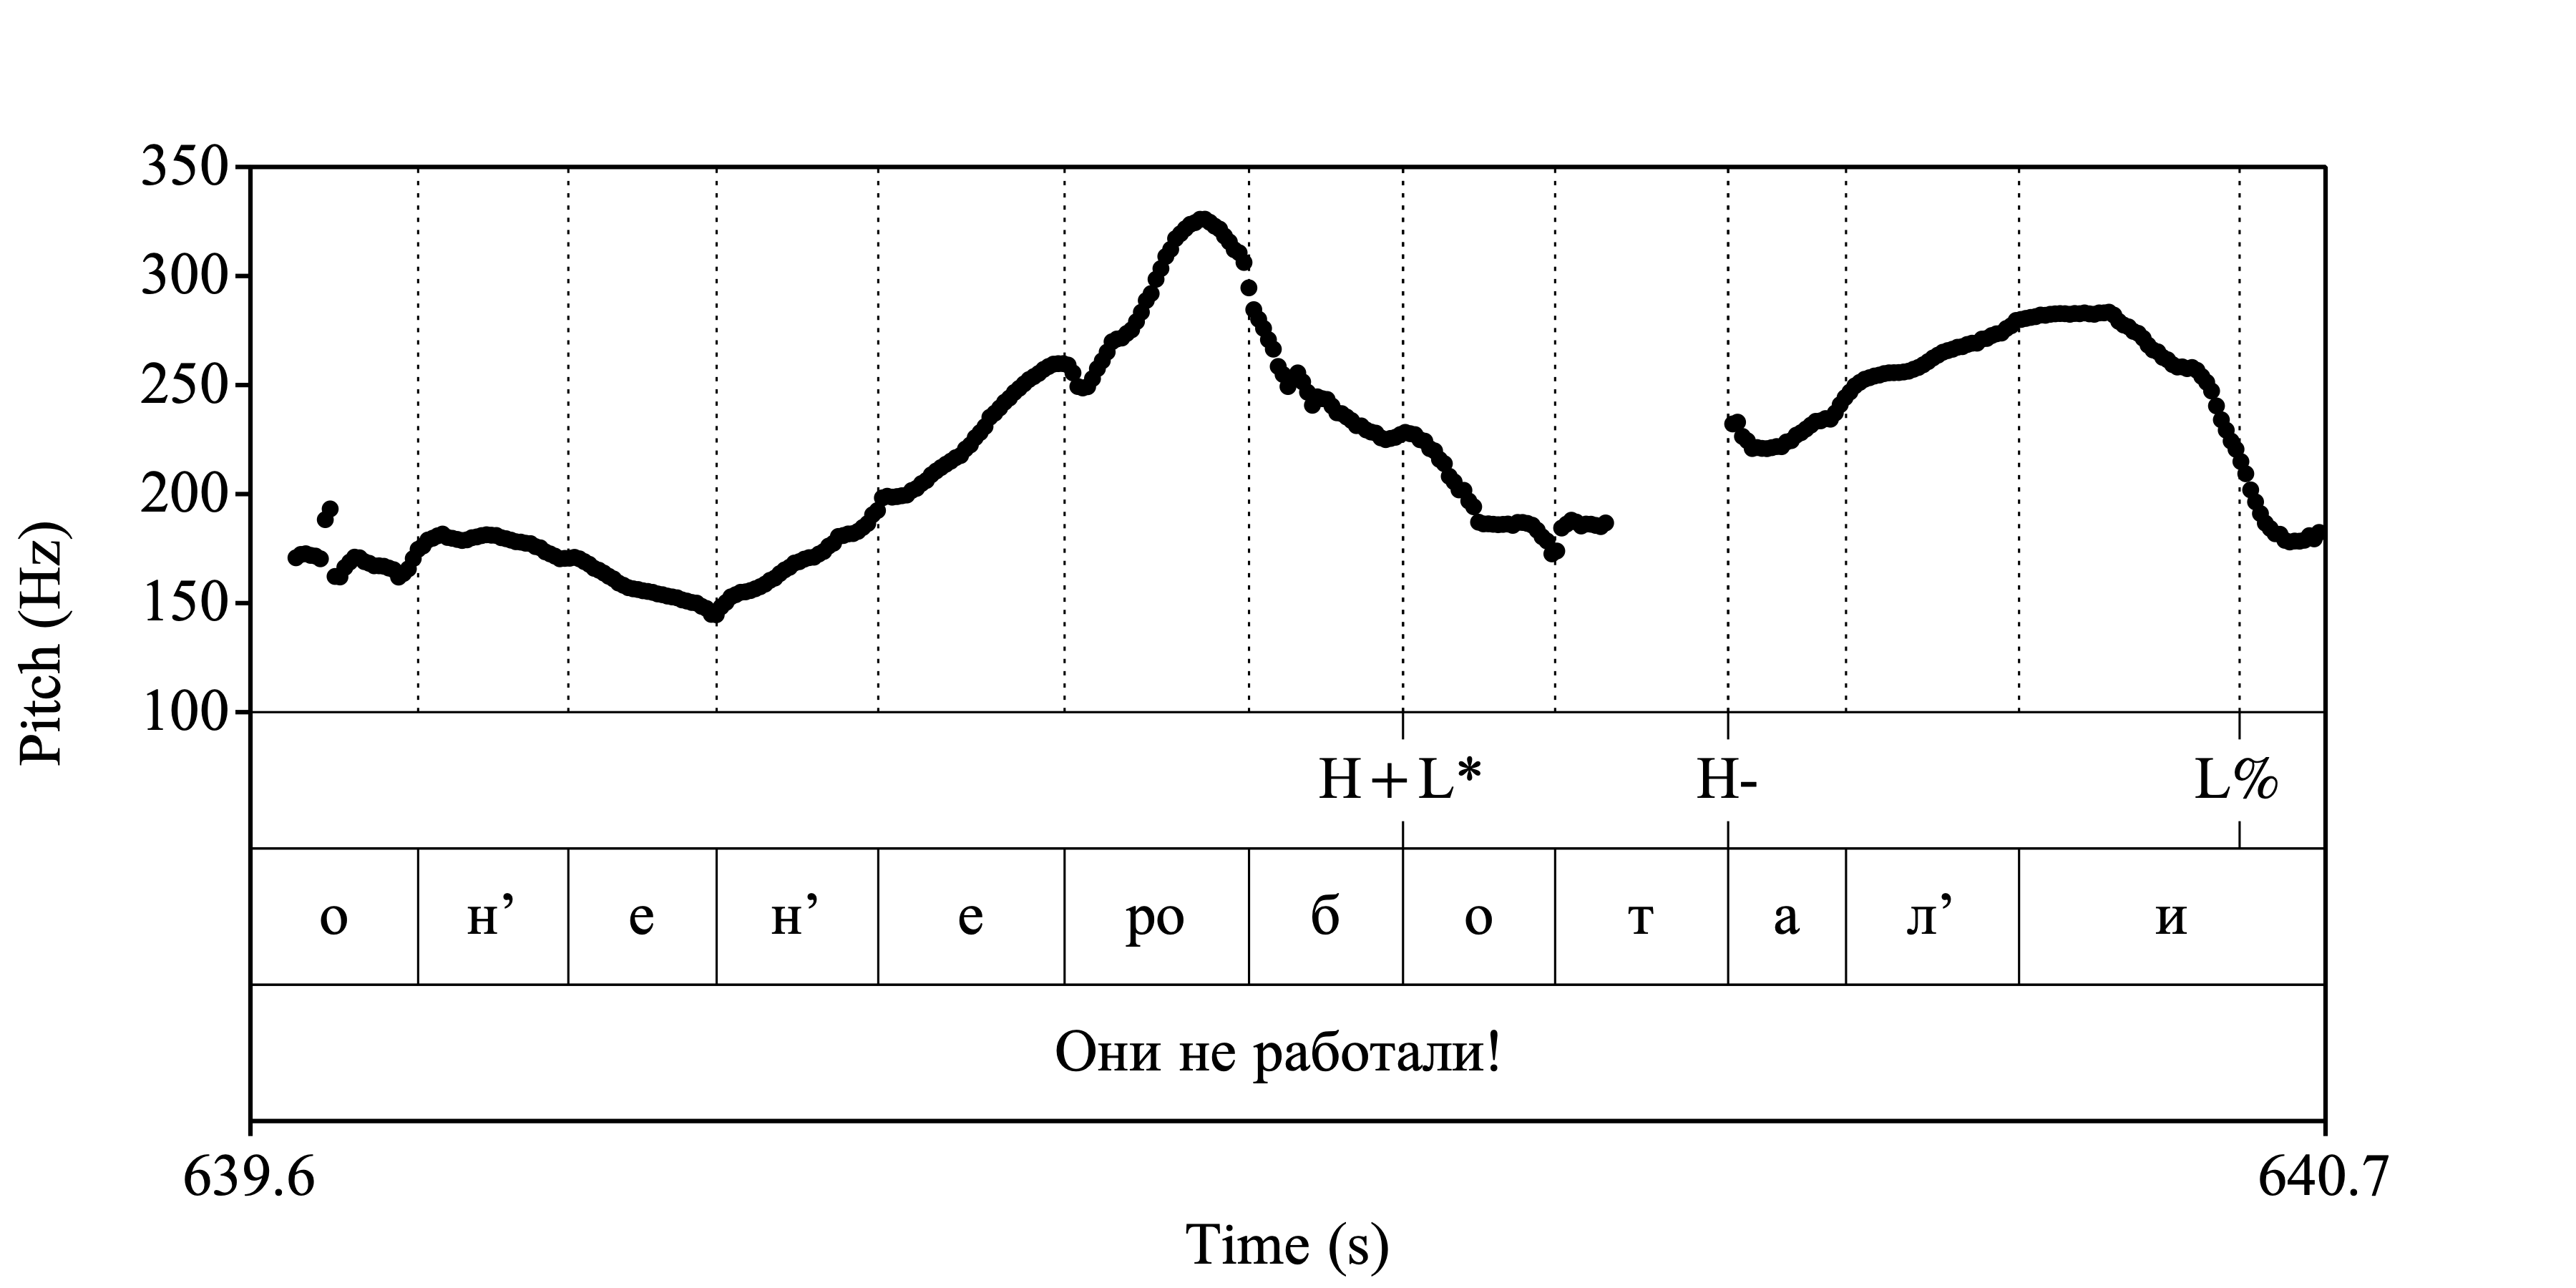 350
300
250
200
150
100
Pitch (Hz)
H+L* H- L%
о н’ е н’ е ро б о т а л’ и
Они не работали!
639.6 640.7
Time (s)